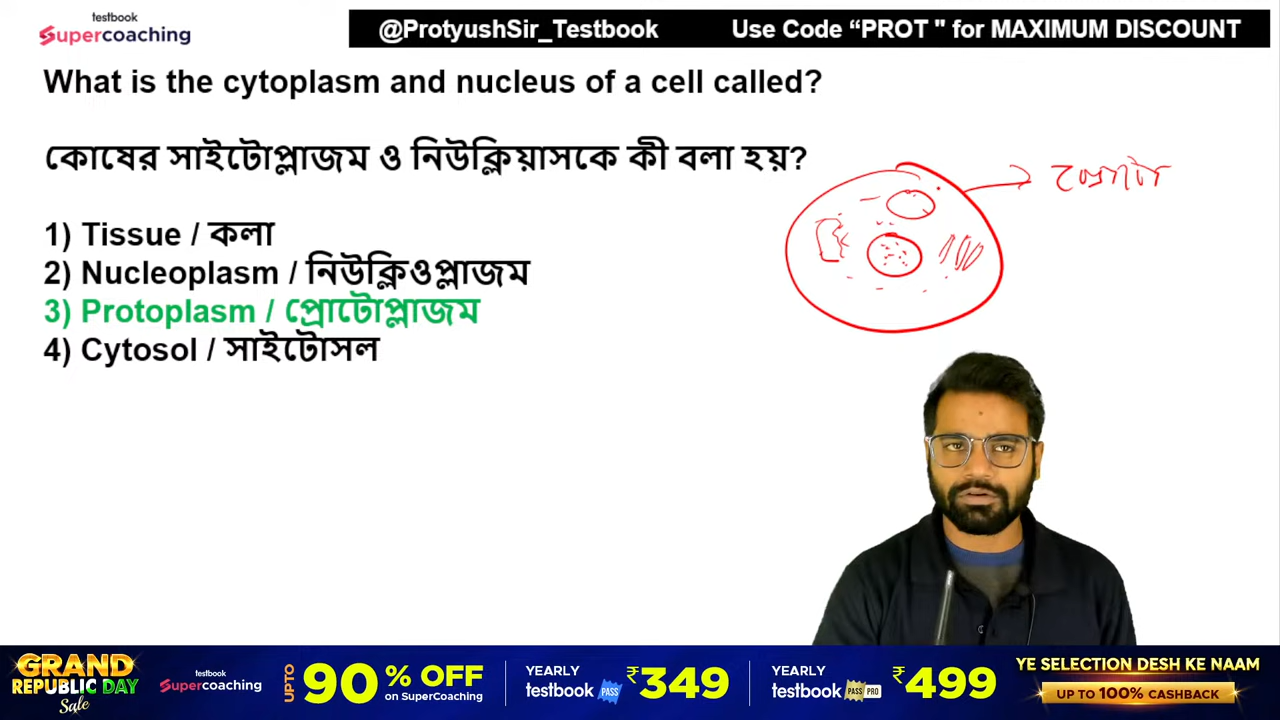 testbook
Supercoaching
@ProtyushSir_Testbook
Use Code “PROT " for MAXIMUM DISCOUNT
What is the cytoplasm and nucleus of a cell called?
কোষের সাইটোপ্লাজম ও নিউক্লিয়াসকে কী বলা হয়?
1) Tissue / কলা
2) Nucleoplasm / নিউক্লিওপ্লাজম
3) Protoplasm / প্রোটোপ্লাজম
4) Cytosol / সাইটোসল
GRAND
REPUBLIC DAY
Sale
testbook
Supercoaching
UPTO 90% OFF
on SuperCoaching
YEARLY
testbook PASS
₹349
YEARLY
testbook PASS PRO
₹499
YE SELECTION DESH KE NAAM
UP TO 100% CASHBACK